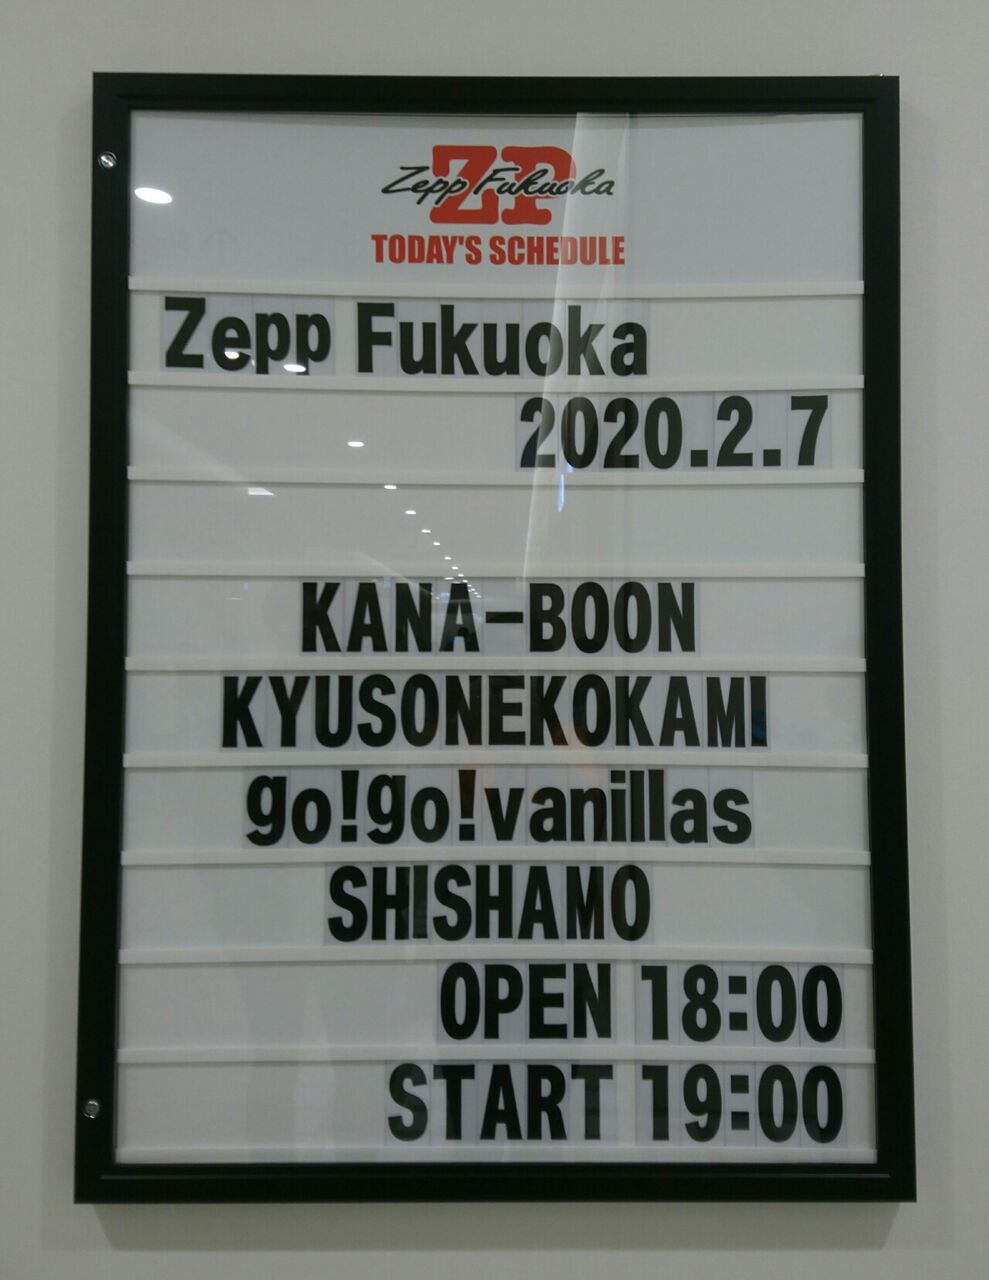 ZP
Zepp Fukuoka
TODAY'S SCHEDULE
Zepp Fukuoka
2020.2.7
KANA-BOON
KYUSONEKOKAMI
go!go!vanillas
SHISHAMO
OPEN 18:00
START 19:00